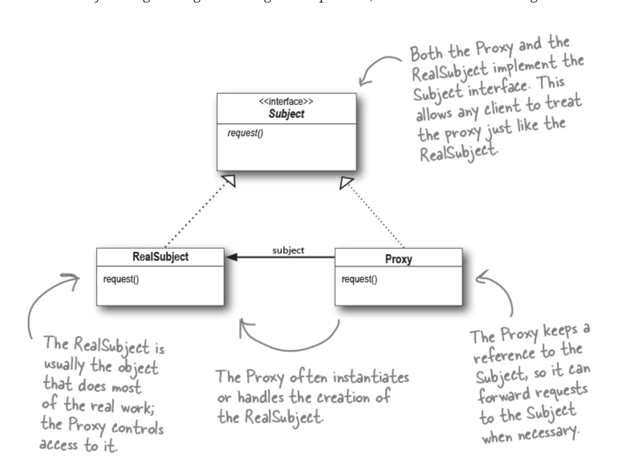 Both the Proxy and the
RealSubject implement the
Subject interface. This
allows any client to treat
the proxy just like the
RealSubject.
<<interface>>
Subject
request()
RealSubject
request()
subject
Proxy
request()
The RealSubject is
usually the object
that does most
of the real work;
the Proxy controls
access to it.
The Proxy often instantiates
or handles the creation of
the RealSubject.
The Proxy keeps a
reference to the
Subject, so it can
forward requests
to the Subject
when necessary.